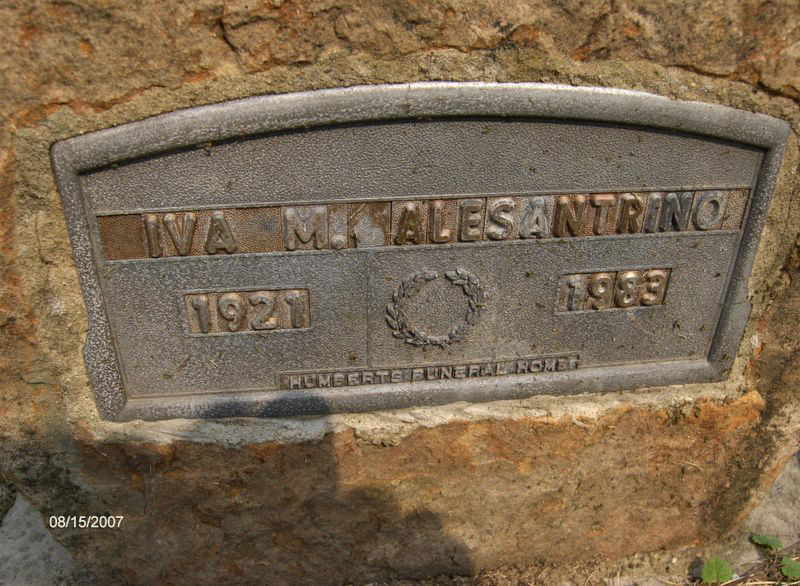 IVA M. ALESANTRINO
1921 1983
HUMBERTS FUNERAL HOME
08/15/2007